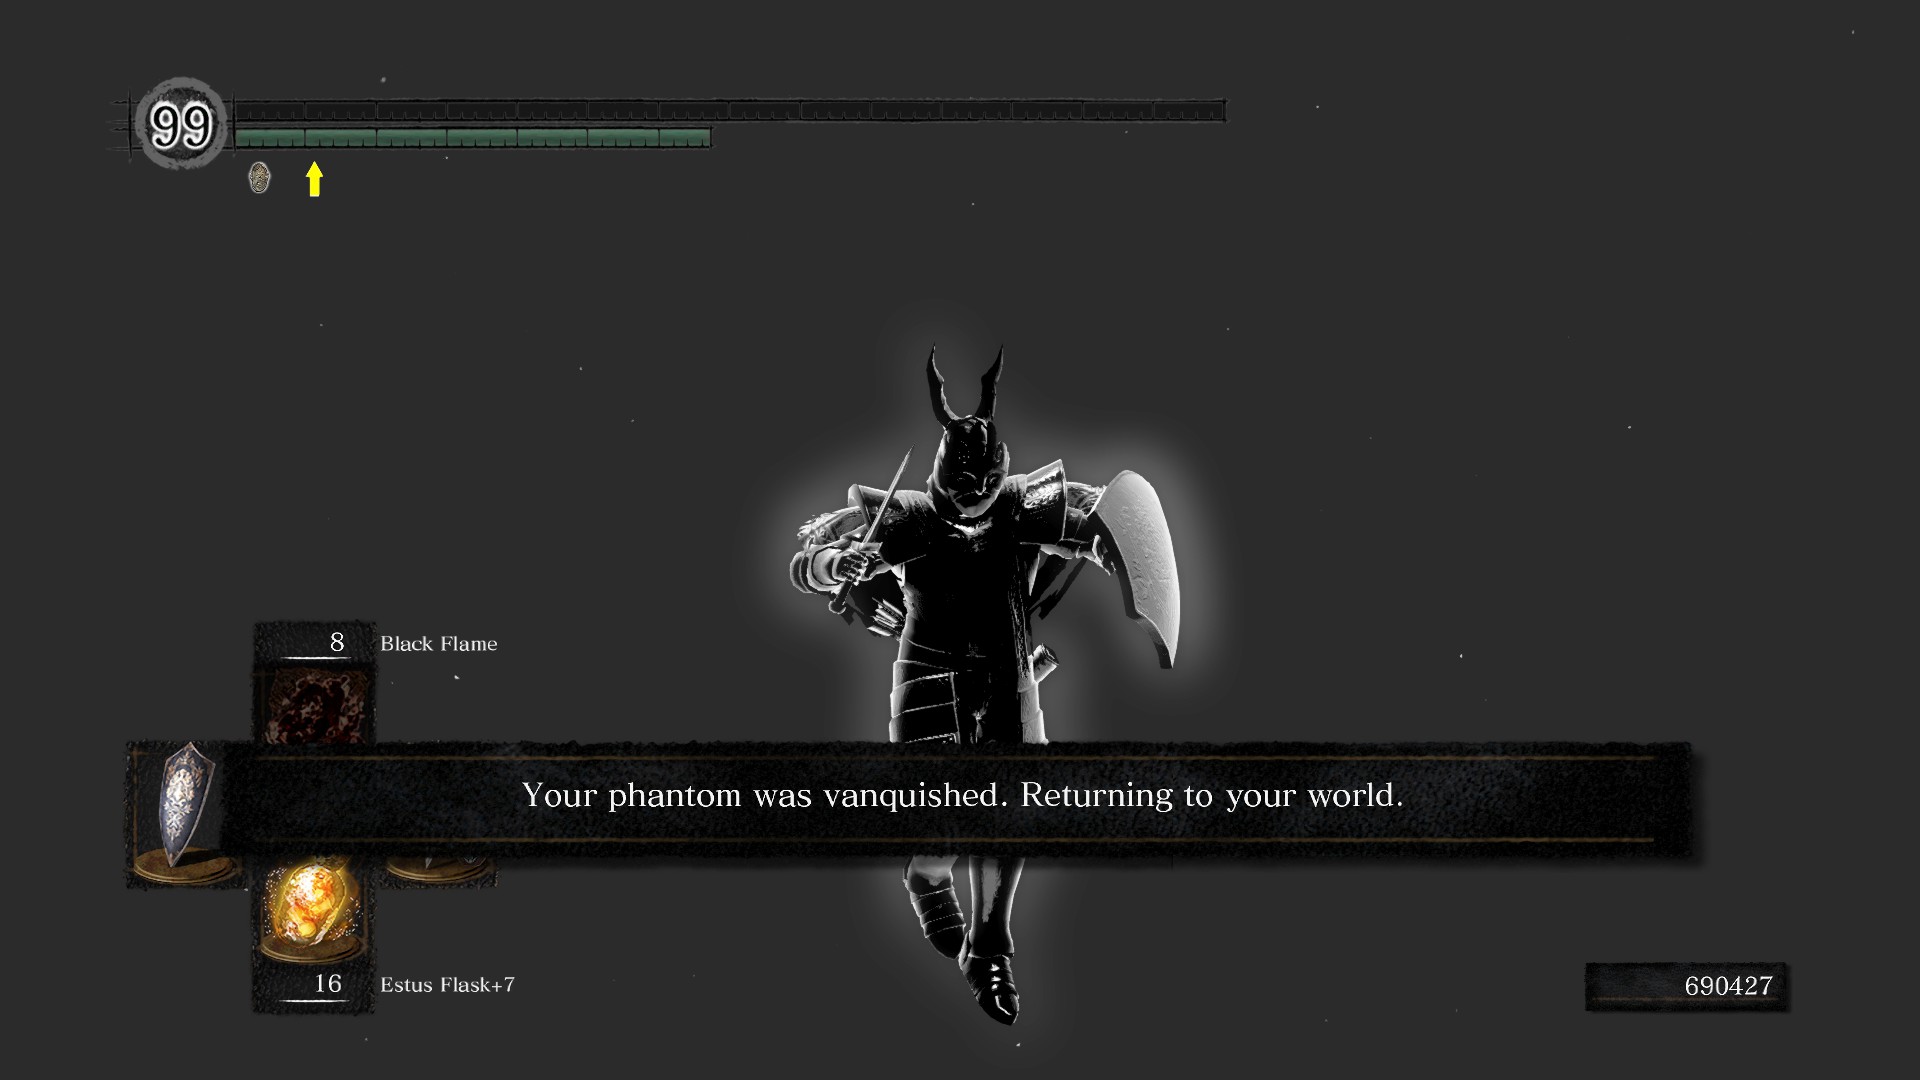 99
8 Black Flame
Your phantom was vanquished. Returning to your world.
16 Estus Flask+7
690427